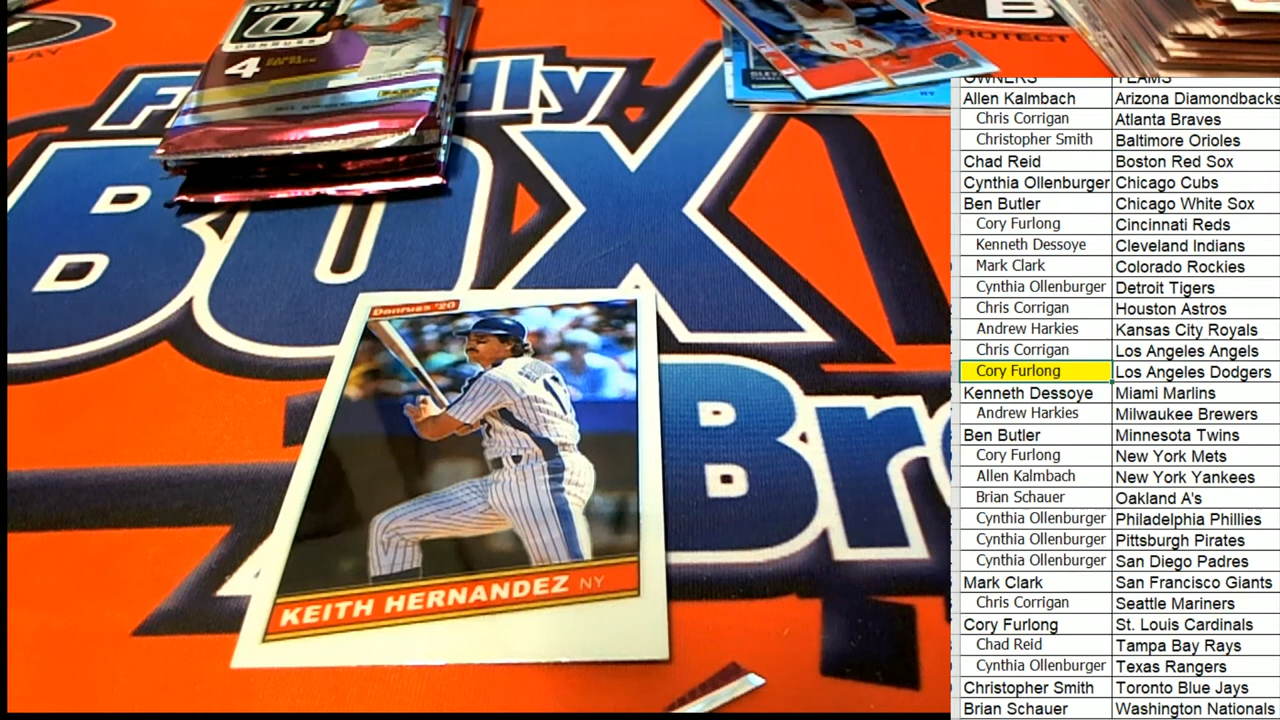 LAY
OPTIC
DONRUSS
4
B
PROTECT
F lly
BOX
Br
NY
Donruss '20
KEITH HERNANDEZ NY
OWNERS TEAMS
Allen Kalmbach Arizona Diamondbacks
Chris Corrigan Atlanta Braves
Christopher Smith Baltimore Orioles
Chad Reid Boston Red Sox
Cynthia Ollenburger Chicago Cubs
Ben Butler Chicago White Sox
Cory Furlong Cincinnati Reds
Kenneth Dessoye Cleveland Indians
Mark Clark Colorado Rockies
Cynthia Ollenburger Detroit Tigers
Chris Corrigan Houston Astros
Andrew Harkies Kansas City Royals
Chris Corrigan Los Angeles Angels
Cory Furlong Los Angeles Dodgers
Kenneth Dessoye Miami Marlins
Andrew Harkies Milwaukee Brewers
Ben Butler Minnesota Twins
Cory Furlong New York Mets
Allen Kalmbach New York Yankees
Brian Schauer Oakland A's
Cynthia Ollenburger Philadelphia Phillies
Cynthia Ollenburger Pittsburgh Pirates
Cynthia Ollenburger San Diego Padres
Mark Clark San Francisco Giants
Chris Corrigan Seattle Mariners
Cory Furlong St. Louis Cardinals
Chad Reid Tampa Bay Rays
Cynthia Ollenburger Texas Rangers
Christopher Smith Toronto Blue Jays
Brian Schauer Washington Nationals